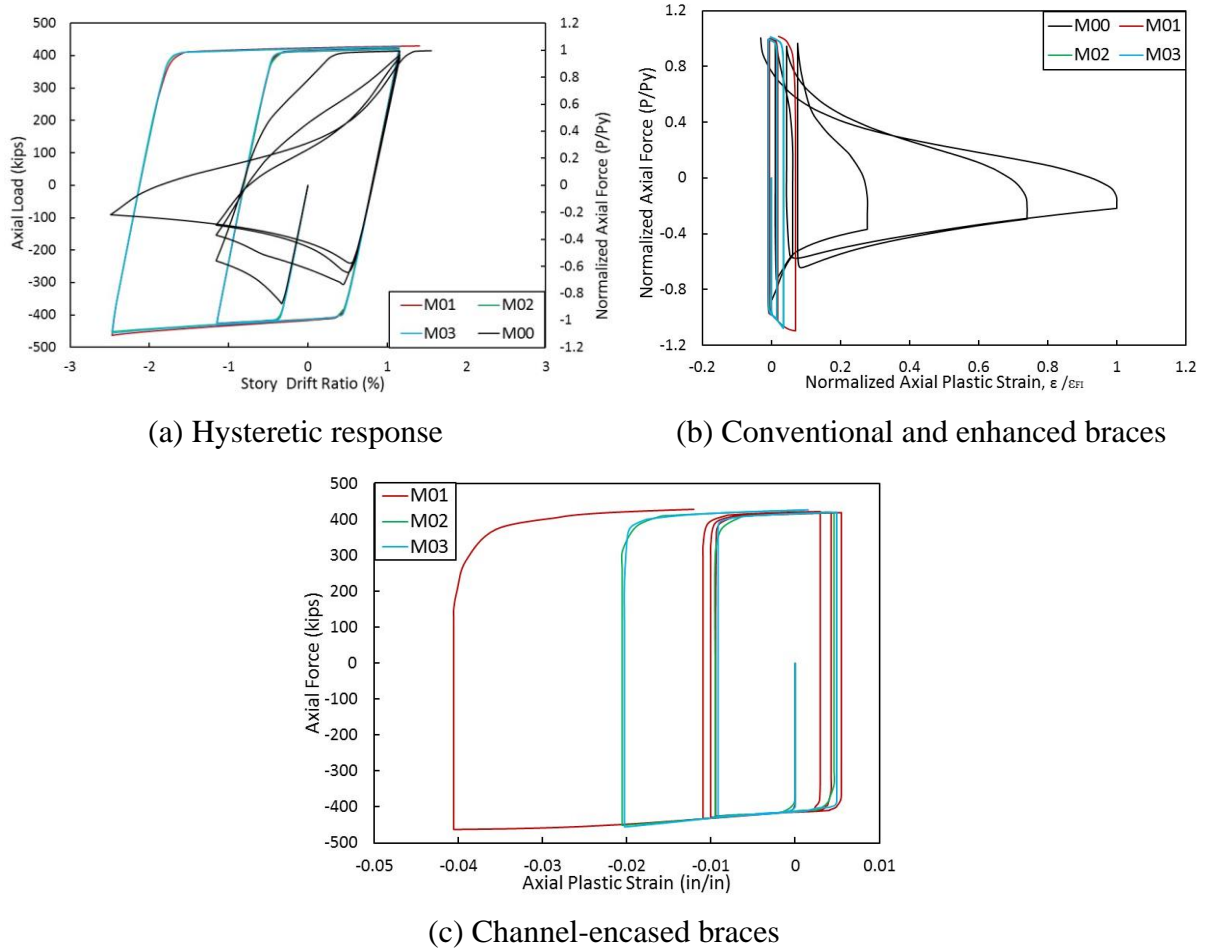 500
400
300
200
100
0
-100
-200
-300
-400
-500
Axial Load (kips)
1.2
1
0.8
0.6
0.4
0.2
0
-0.2
-0.4
-0.6
-0.8
-1
-1.2
Normalized Axial Force (P/Py)
M01 M02
M03 M00
-3 -2 -1 0 1 2 3
Story Drift Ratio (%)
(a) Hysteretic response
1.2
0.8
0.4
0
-0.4
-0.8
-1.2
Normalized Axial Force (P/Py)
M00 M01
M02 M03
-0.2 0 0.2 0.4 0.6 0.8 1 1.2
Normalized Axial Plastic Strain, ε /εFI
(b) Conventional and enhanced braces
500
400
300
200
100
0
-100
-200
-300
-400
-500
Axial Force (kips)
M01
M02
M03
-0.05 -0.04 -0.03 -0.02 -0.01 0 0.01
Axial Plastic Strain (in/in)
(c) Channel-encased braces